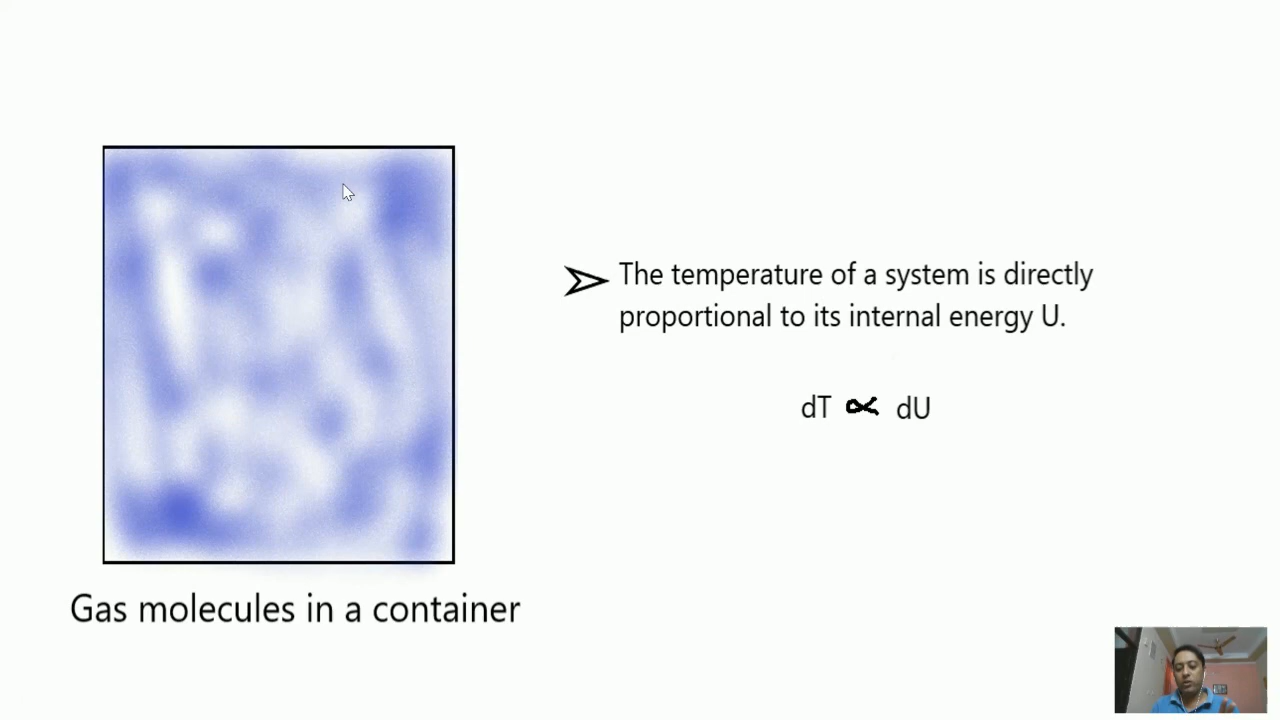 The temperature of a system is directly
proportional to its internal energy U.
dT ∝ dU
Gas molecules in a container